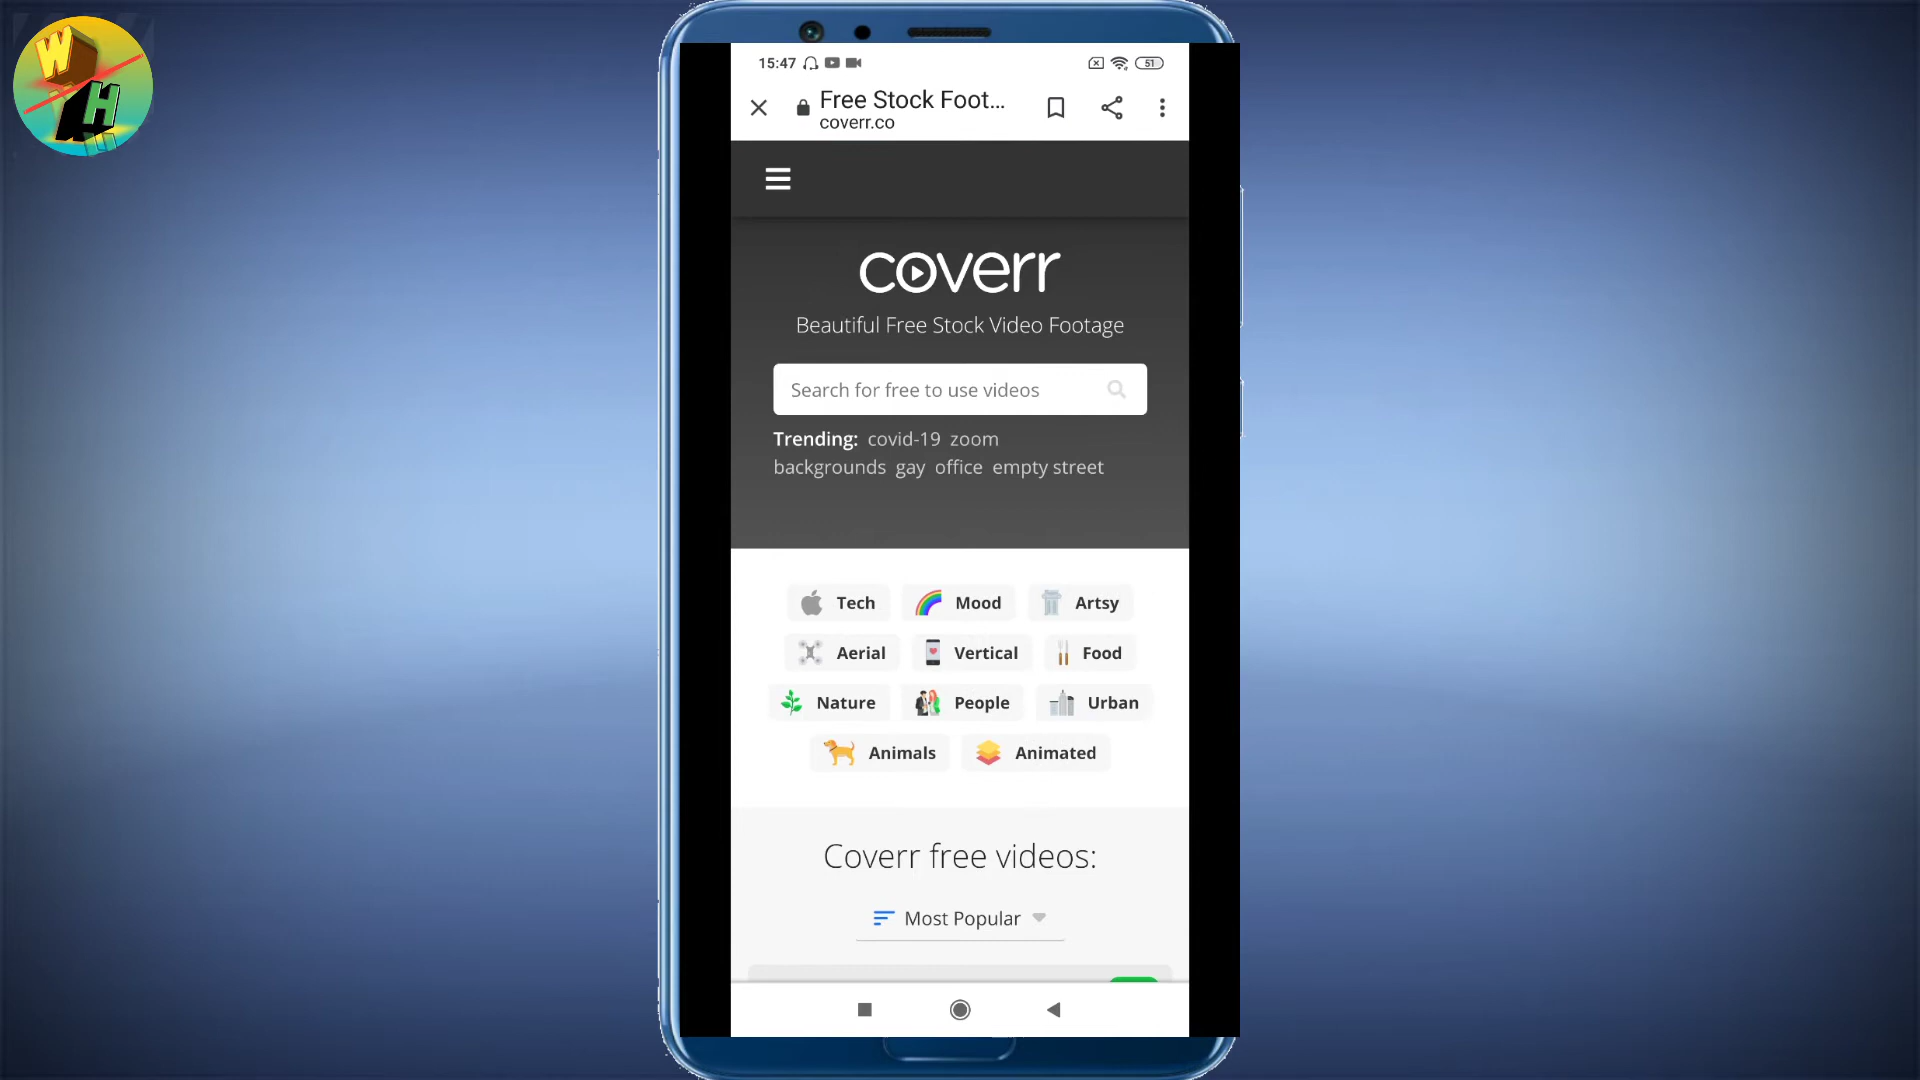 W
H
15:47
51
Free Stock Foot...
coverr.co
coverr
Beautiful Free Stock Video Footage
Search for free to use videos
Trending: covid-19 zoom
backgrounds gay office empty street
Tech Mood Artsy
Aerial Vertical Food
Nature People Urban
Animals Animated
Coverr free videos:
Most Popular